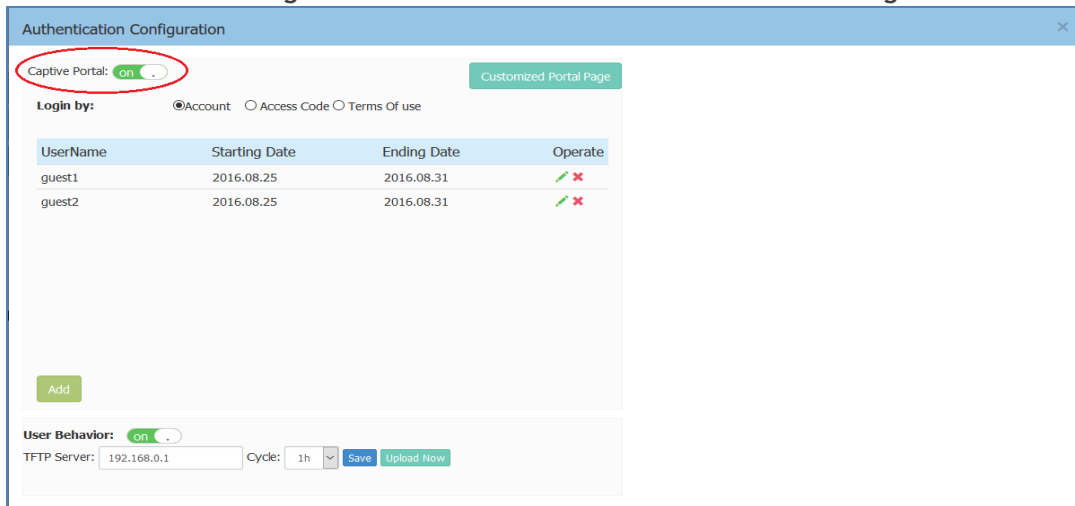 Authentication Configuration ×
Captive Portal: on .
Customized Portal Page
Login by: Account Access Code Terms Of use
UserName Starting Date Ending Date Operate
guest1 2016.08.25 2016.08.31
guest2 2016.08.25 2016.08.31
Add
User Behavior: on .
TFTP Server: 192.168.0.1 Cycle: 1h Save Upload Now